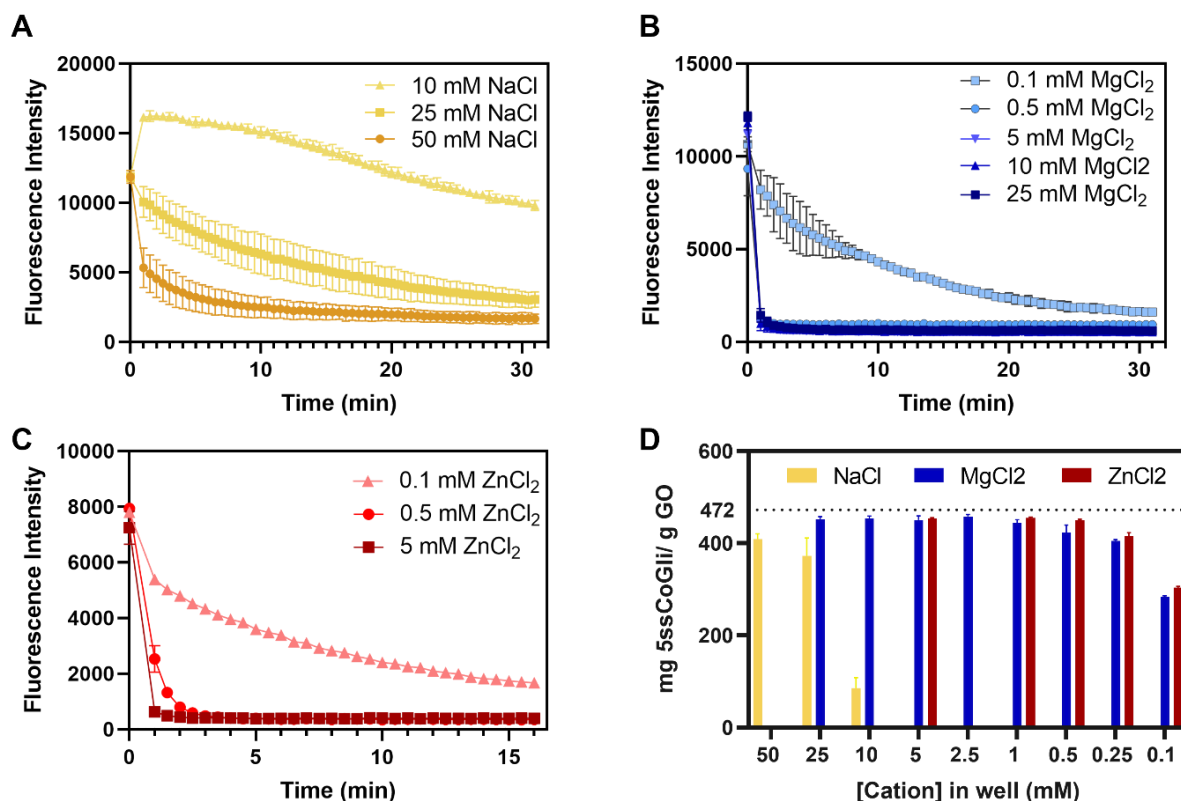 A
Fluorescence Intensity
20000
15000
10000
5000
0
10 mM NaCl
25 mM NaCl
50 mM NaCl
0 10 20 30
Time (min)
B
Fluorescence Intensity
15000
10000
5000
0
0.1 mM MgCl₂
0.5 mM MgCl₂
5 mM MgCl₂
10 mM MgCl2
25 mM MgCl₂
0 10 20 30
Time (min)
C
Fluorescence Intensity
10000
8000
6000
4000
2000
0
0.1 mM ZnCl₂
0.5 mM ZnCl₂
5 mM ZnCl₂
0 5 10 15
Time (min)
D
mg 5ssCoGli/ g GO
600
472
400
200
0
NaCl MgCl2 ZnCl2
50 25 10 5 2.5 1 0.5 0.25 0.1
[Cation] in well (mM)